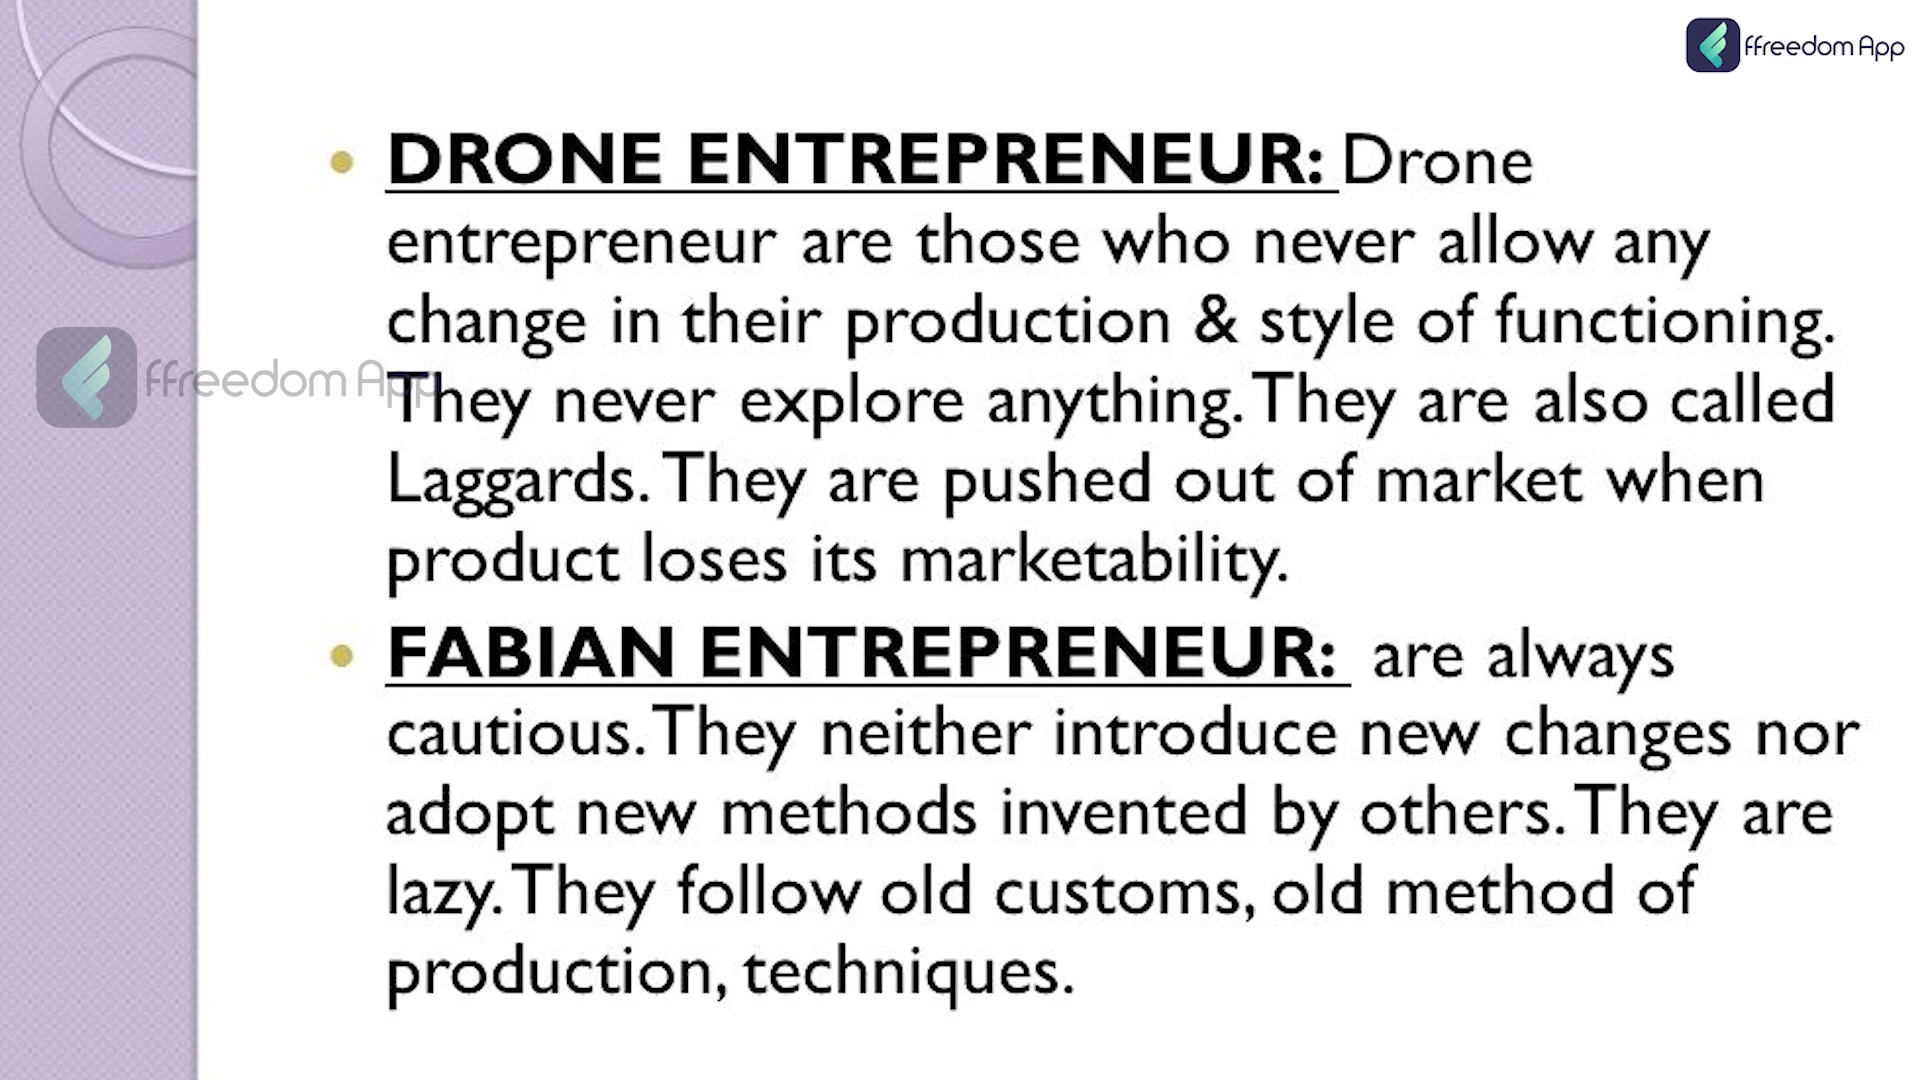 ffreedom App
• DRONE ENTREPRENEUR: Drone
entrepreneur are those who never allow any
change in their production & style of functioning.
ffreedom App
They never explore anything. They are also called
Laggards. They are pushed out of market when
product loses its marketability.
• FABIAN ENTREPRENEUR: are always
cautious. They neither introduce new changes nor
adopt new methods invented by others. They are
lazy. They follow old customs, old method of
production, techniques.